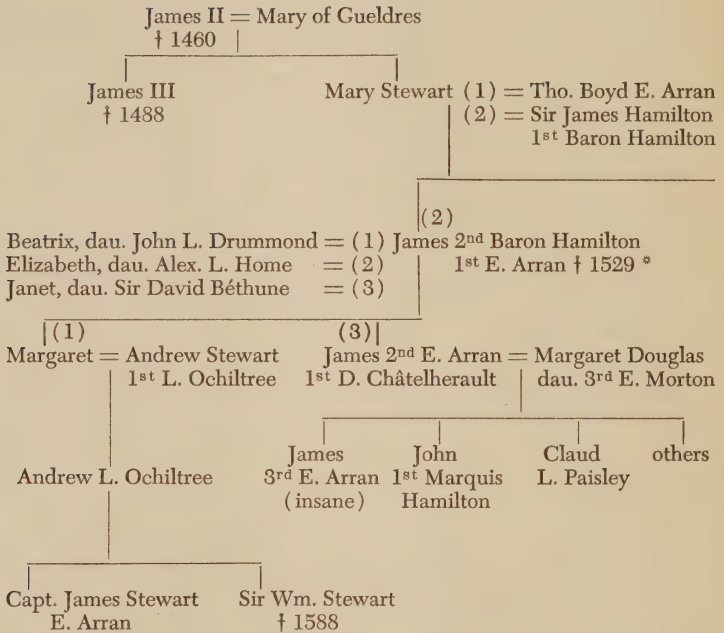 James II = Mary of Gueldres
† 1460
James III
† 1488
Mary Stewart (1) = Tho. Boyd E. Arran
(2) = Sir James Hamilton
1st Baron Hamilton
(2)
Beatrix, dau. John L. Drummond = (1) James 2nd Baron Hamilton
Elizabeth, dau. Alex. L. Home = (2) 1st E. Arran † 1529 *
Janet, dau. Sir David Béthune = (3)
(1) (3)
Margaret = Andrew Stewart
1st L. Ochiltree
James 2nd E. Arran = Margaret Douglas
1st D. Châtelherault dau. 3rd E. Morton
James
3rd E. Arran
(insane)
John
1st Marquis
Hamilton
Claud
L. Paisley
others
Andrew L. Ochiltree
Capt. James Stewart
E. Arran
Sir Wm. Stewart
† 1588